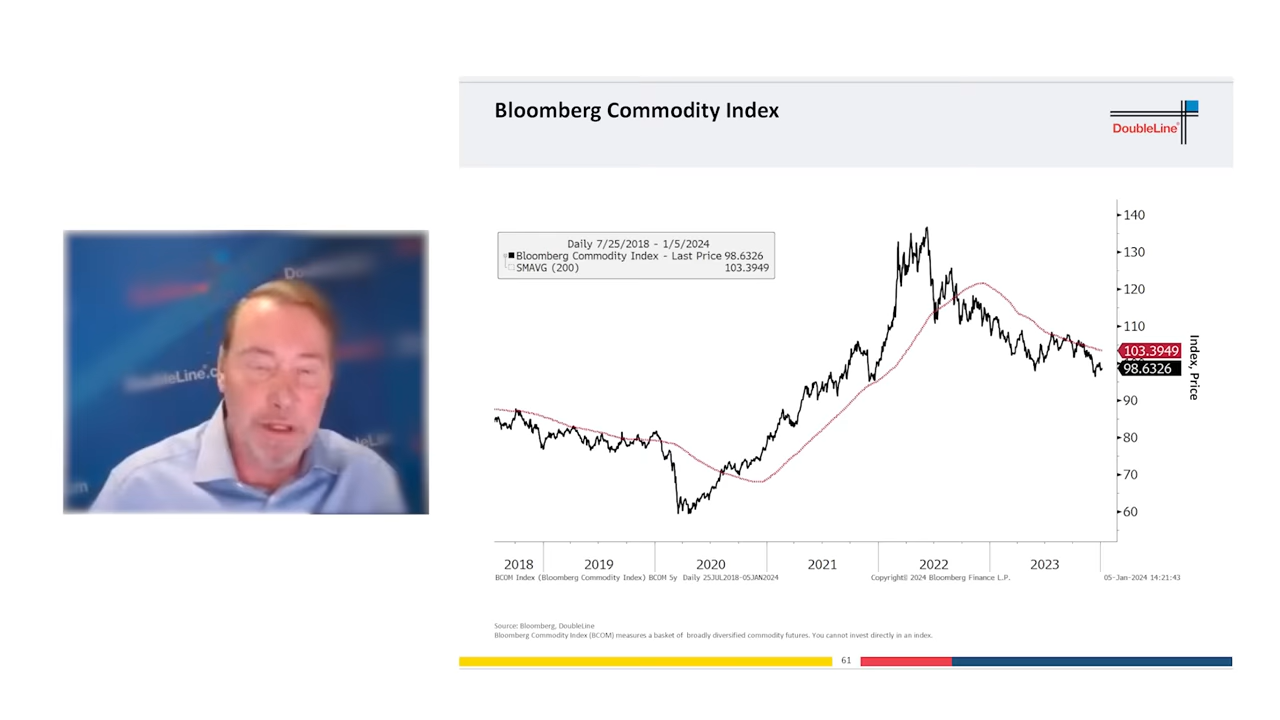 Bloomberg Commodity Index
DoubleLine®
Daily 7/25/2018 - 1/5/2024
Bloomberg Commodity Index - Last Price 98.6326
SMAVG (200) 103.3949
140
130
120
110
103.3949
98.6326
90
80
70
60
Index, Price
2018 2019 2020 2021 2022 2023
BCOM Index (Bloomberg Commodity Index) BCOM 5y Daily 25JUL2018-05JAN2024 Copyright© 2024 Bloomberg Finance L.P. 05-Jan-2024 14:21:43
Source: Bloomberg, DoubleLine
Bloomberg Commodity Index (BCOM) measures a basket of broadly diversified commodity futures. You cannot invest directly in an index.
61
DoubleLine.c